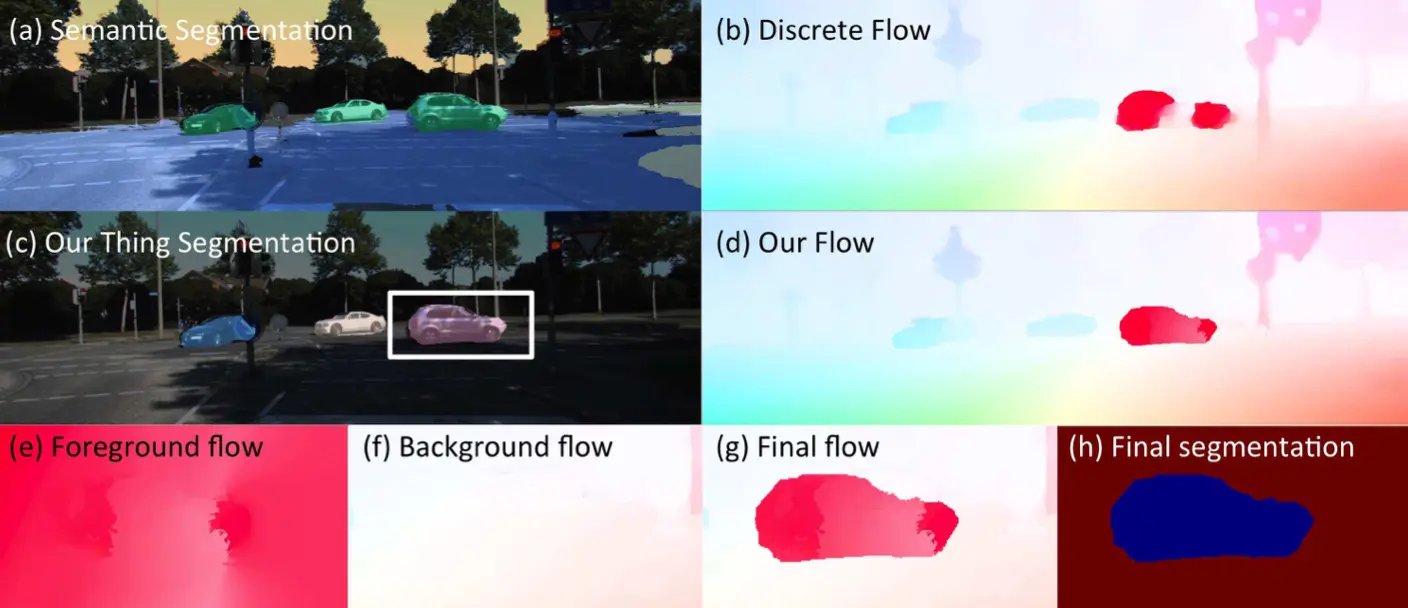 (a) Semantic Segmentation
(b) Discrete Flow
(c) Our Thing Segmentation
(d) Our Flow
(e) Foreground flow
(f) Background flow
(g) Final flow
(h) Final segmentation